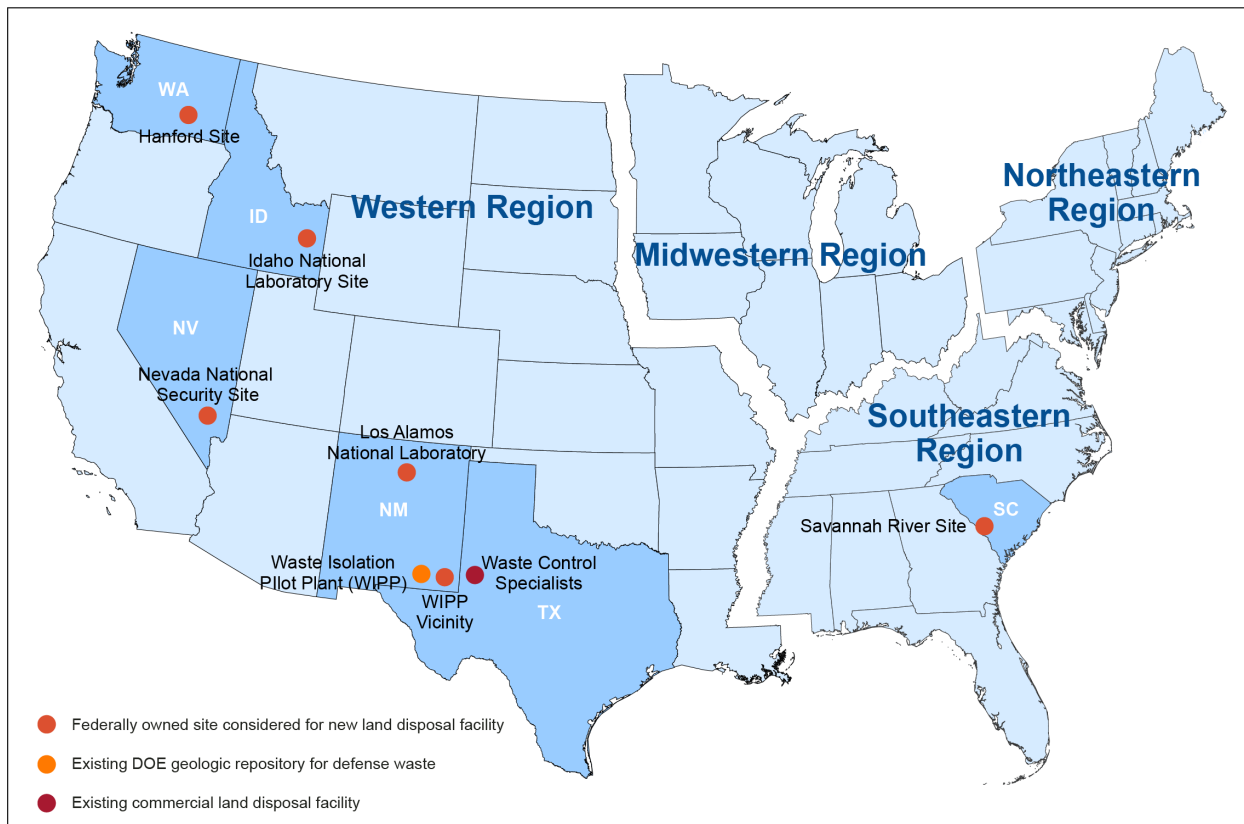 WA
Hanford Site
ID
Idaho National
Laboratory Site
Western Region
Midwestern Region
Northeastern
Region
NV
Nevada National
Security Site
Los Alamos
National Laboratory
NM
Southeastern
Region
SC
Savannah River Site
Waste Isolation
PIlot Plant (WIPP)
WIPP
Vicinity
Waste Control
Specialists
TX
Federally owned site considered for new land disposal facility
Existing DOE geologic repository for defense waste
Existing commercial land disposal facility